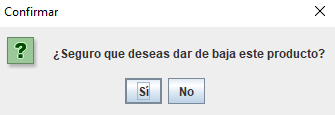 Confirmar
¿Seguro que deseas dar de baja este producto?
Sí
No